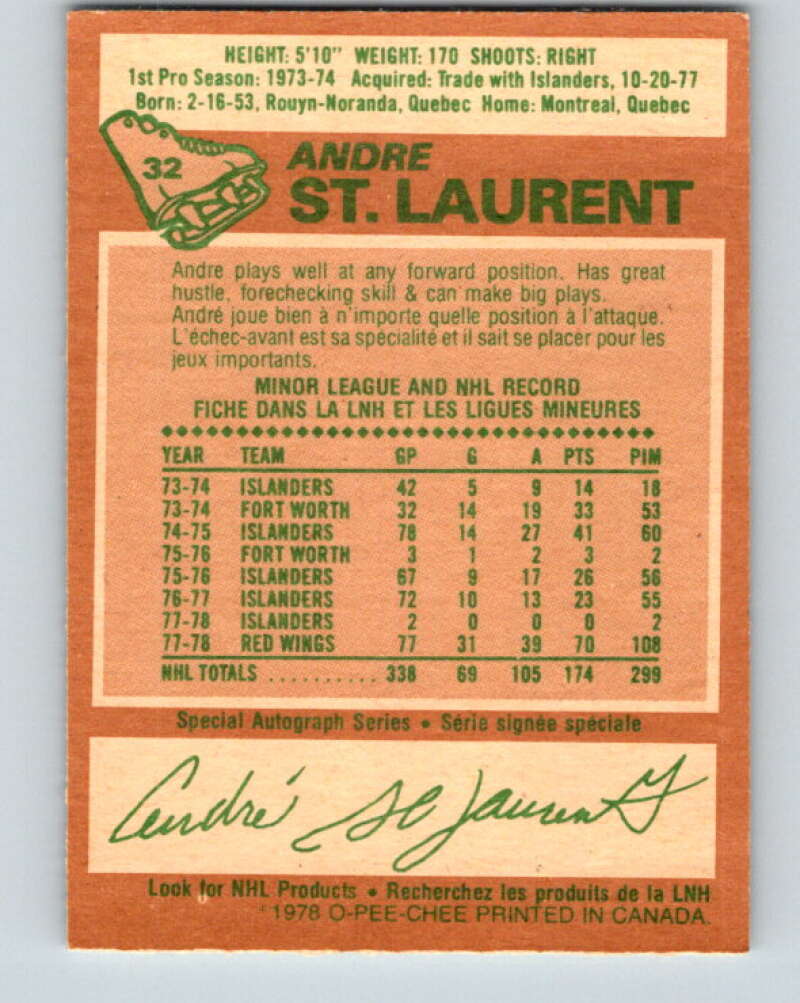 HEIGHT: 5'10" WEIGHT: 170 SHOOTS: RIGHT
1st Pro Season: 1973-74 Acquired: Trade with Islanders, 10-20-77
Born: 2-16-53, Rouyn-Noranda, Quebec Home: Montreal, Quebec
32
ANDRE
ST. LAURENT
Andre plays well at any forward position. Has great
hustle, forechecking skill & can make big plays.
André joue bien à n'importe quelle position à l'attaque.
L'échec-avant est sa spécialité et il sait se placer pour les
jeux importants.
MINOR LEAGUE AND NHL RECORD
FICHE DANS LA LNH ET LES LIGUES MINEURES
YEAR TEAM GP G A PTS PIM
73-74 ISLANDERS 42 5 9 14 18
73-74 FORT WORTH 32 14 19 33 53
74-75 ISLANDERS 78 14 27 41 60
75-76 FORT WORTH 3 1 2 3 2
75-76 ISLANDERS 67 9 17 26 56
76-77 ISLANDERS 72 10 13 23 55
77-78 ISLANDERS 2 0 0 0 2
77-78 RED WINGS 77 31 39 70 108
NHL TOTALS .......... 338 69 105 174 299
Special Autograph Series • Série signée spéciale
André St Laurent
Look for NHL Products • Recherchez les produits de la LNH
1978 O-PEE-CHEE PRINTED IN CANADA.